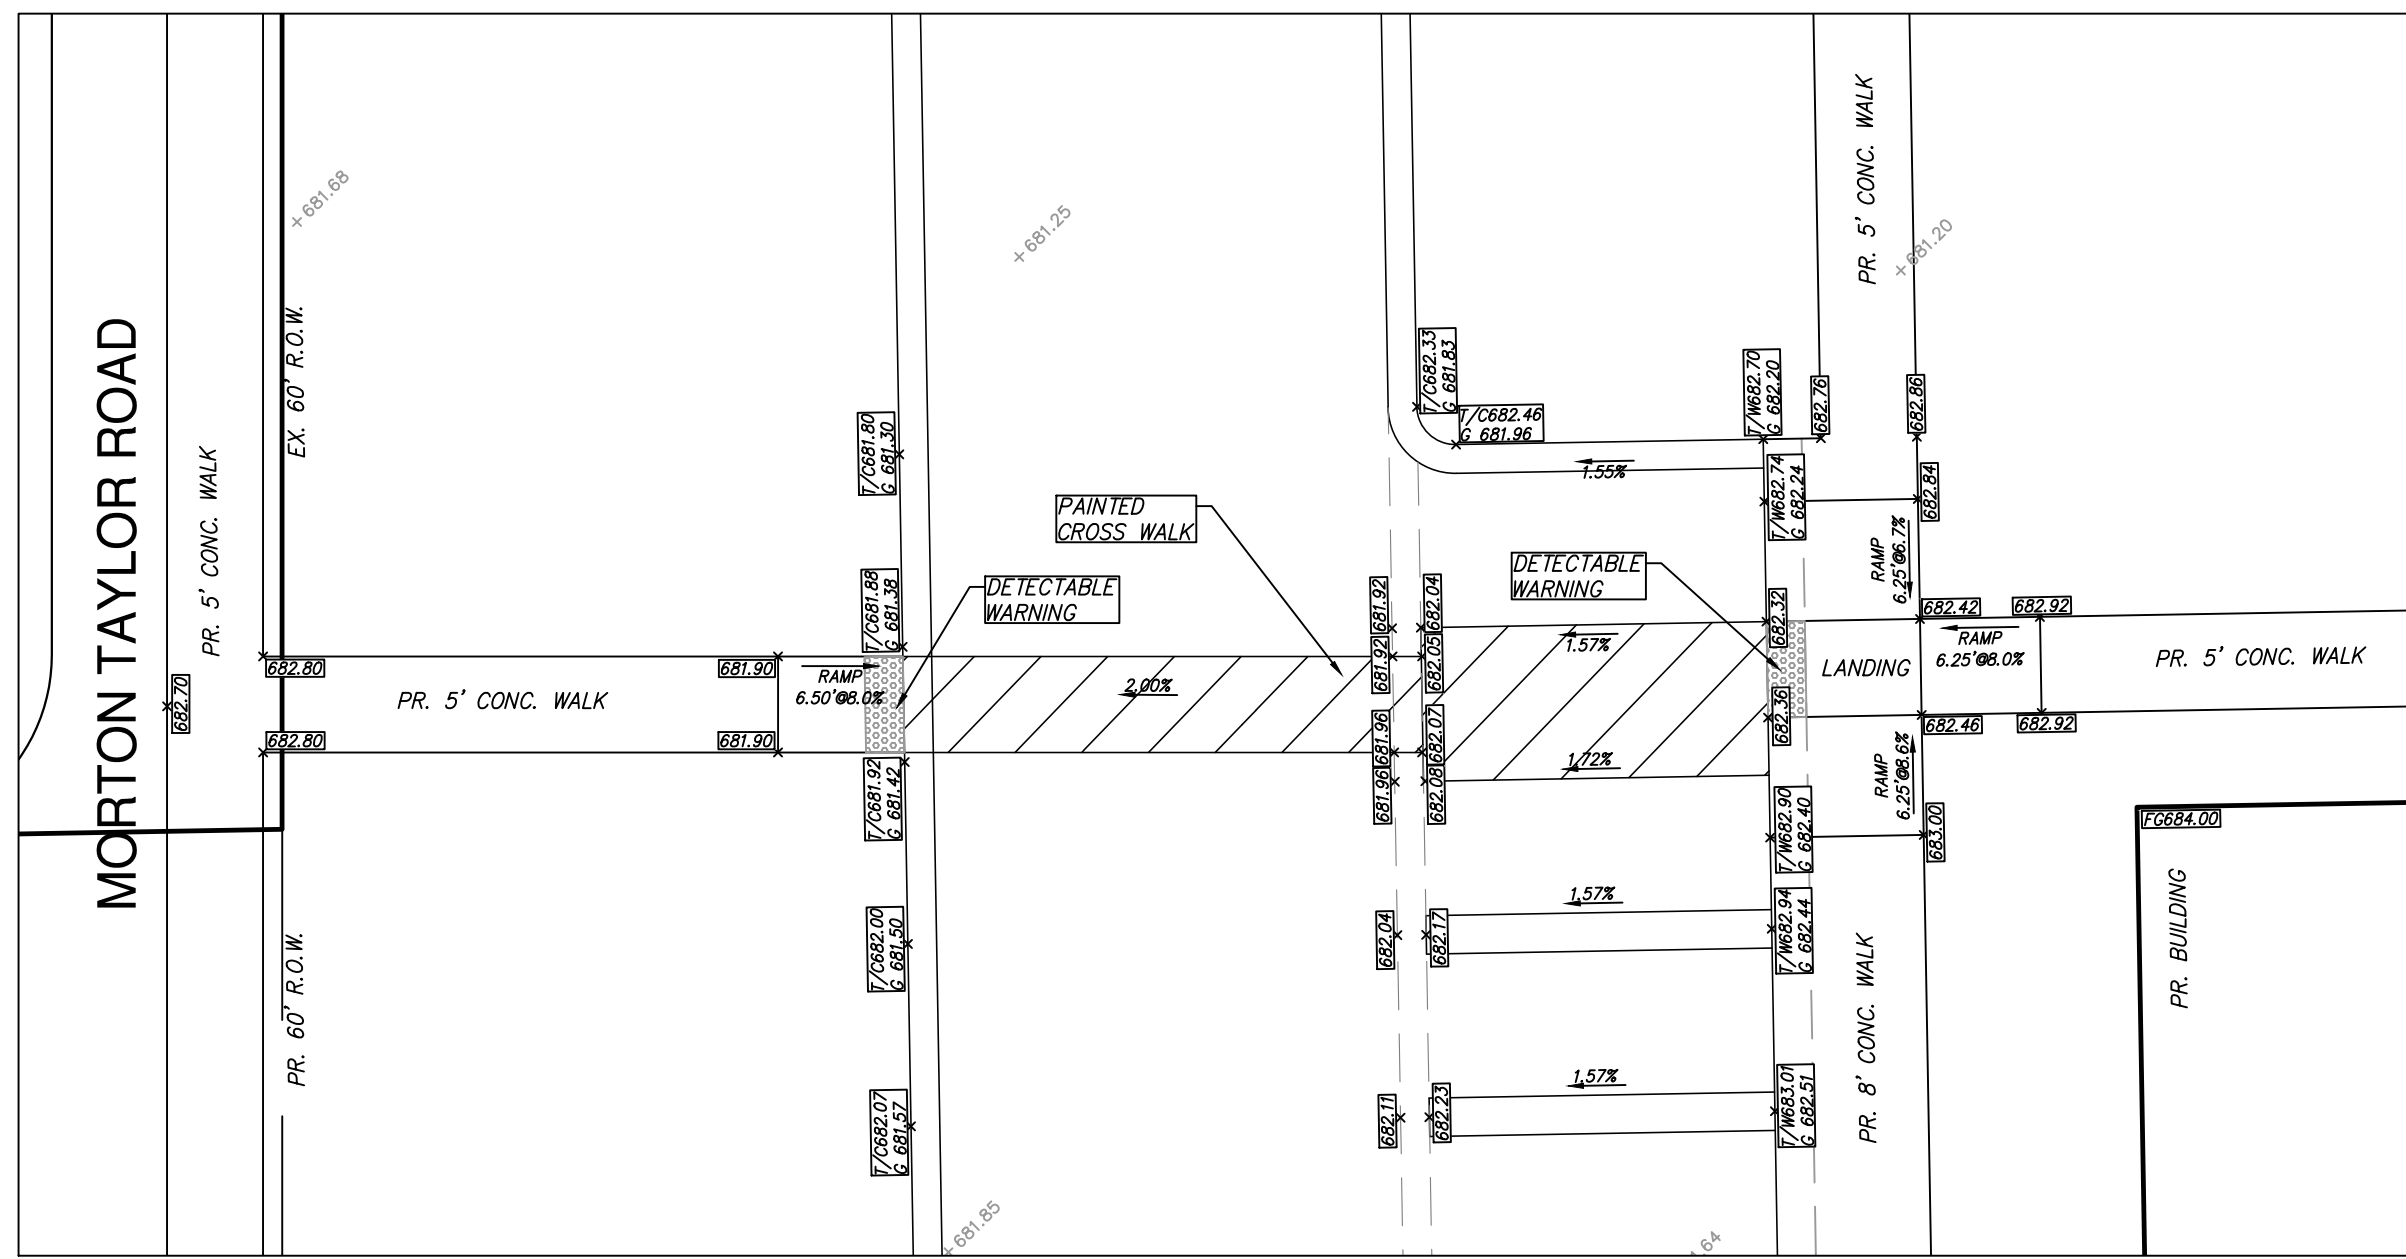 MORTON TAYLOR ROAD
PR. 5' CONC. WALK
682.70
EX. 60' R.O.W.
PR. 60' R.O.W.
681.68
681.25
681.20
682.80
682.80
PR. 5' CONC. WALK
681.90
681.90
RAMP
6.50'@8.0%
T/C681.80
G 681.30
T/C681.88
G 681.38
T/C681.92
G 681.42
T/C682.00
G 681.50
T/C682.07
G 681.57
DETECTABLE
WARNING
PAINTED
CROSS WALK
2.00%
T/C682.33
G 681.83
T/C682.46
G 681.96
1.55%
681.92
682.04
681.92
682.05
681.96
682.07
681.96
682.08
682.04
682.17
682.11
682.23
DETECTABLE
WARNING
1.57%
1.72%
1.57%
1.57%
T/W682.70
G 682.20
682.76
682.86
T/W682.74
G 682.24
682.84
682.32
682.36
T/W682.90
G 682.40
T/W682.94
G 682.44
T/W683.01
G 682.51
PR. 5' CONC. WALK
RAMP
6.25'@6.7%
682.42
682.92
LANDING
RAMP
6.25'@8.0%
PR. 5' CONC. WALK
682.46
682.92
RAMP
6.25'@8.6%
683.00
PR. 8' CONC. WALK
FG684.00
PR. BUILDING
681.85
.64